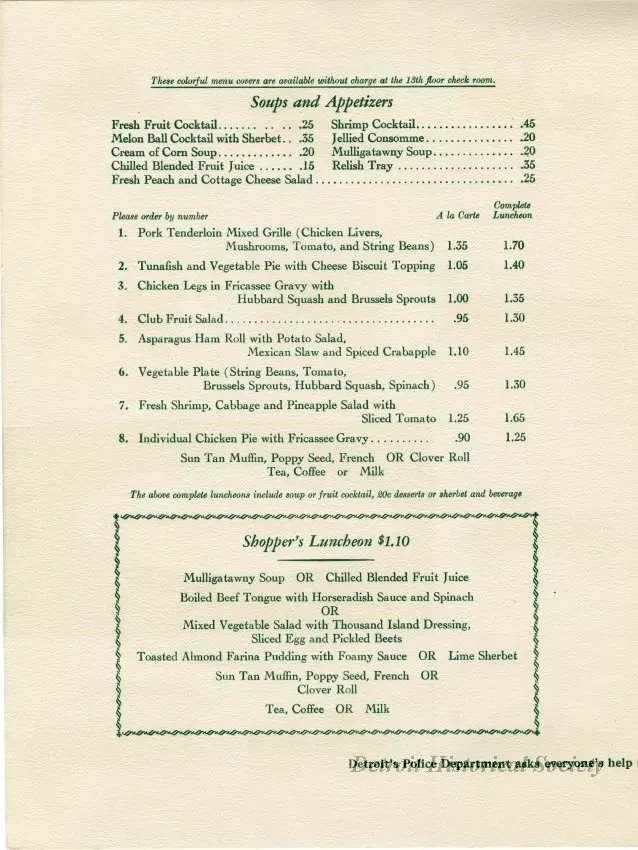 These colorful menu covers are available without charge at the 13th floor check room.
Soups and Appetizers
Fresh Fruit Cocktail....... .. .. .25 Shrimp Cocktail................ .45
Melon Ball Cocktail with Sherbet.. .35 Jellied Consomme............... .20
Cream of Corn Soup............. .20 Mulligatawny Soup.............. .20
Chilled Blended Fruit Juice ...... .15 Relish Tray .................... .35
Fresh Peach and Cottage Cheese Salad.................................. .25
Complete
Please order by number A la Carte Luncheon
1. Pork Tenderloin Mixed Grille (Chicken Livers,
Mushrooms, Tomato, and String Beans) 1.35 1.70
2. Tunafish and Vegetable Pie with Cheese Biscuit Topping 1.05 1.40
3. Chicken Legs in Fricassee Gravy with
Hubbard Squash and Brussels Sprouts 1.00 1.35
4. Club Fruit Salad.................................... .95 1.30
5. Asparagus Ham Roll with Potato Salad,
Mexican Slaw and Spiced Crabapple 1.10 1.45
6. Vegetable Plate (String Beans, Tomato,
Brussels Sprouts, Hubbard Squash, Spinach) .95 1.30
7. Fresh Shrimp, Cabbage and Pineapple Salad with
Sliced Tomato 1.25 1.65
8. Individual Chicken Pie with Fricassee Gravy.......... .90 1.25
Sun Tan Muffin, Poppy Seed, French OR Clover Roll
Tea, Coffee or Milk
The above complete luncheons include soup or fruit cocktail, 20c desserts or sherbet and beverage
Shopper's Luncheon $1.10
Mulligatawny Soup OR Chilled Blended Fruit Juice
Boiled Beef Tongue with Horseradish Sauce and Spinach
OR
Mixed Vegetable Salad with Thousand Island Dressing,
Sliced Egg and Pickled Beets
Toasted Almond Farina Pudding with Foamy Sauce OR Lime Sherbet
Sun Tan Muffin, Poppy Seed, French OR
Clover Roll
Tea, Coffee OR Milk
Detroit's Police Department asks everyone's help
Detroit Historical Society